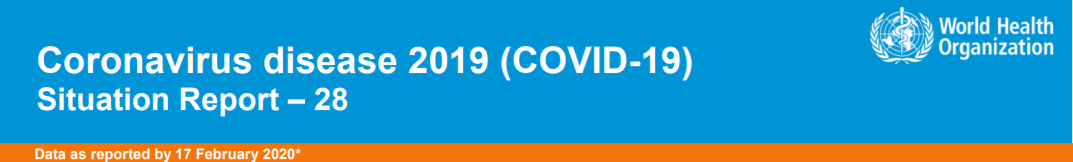 World Health
Organization
Coronavirus disease 2019 (COVID-19)
Situation Report – 28
Data as reported by 17 February 2020*